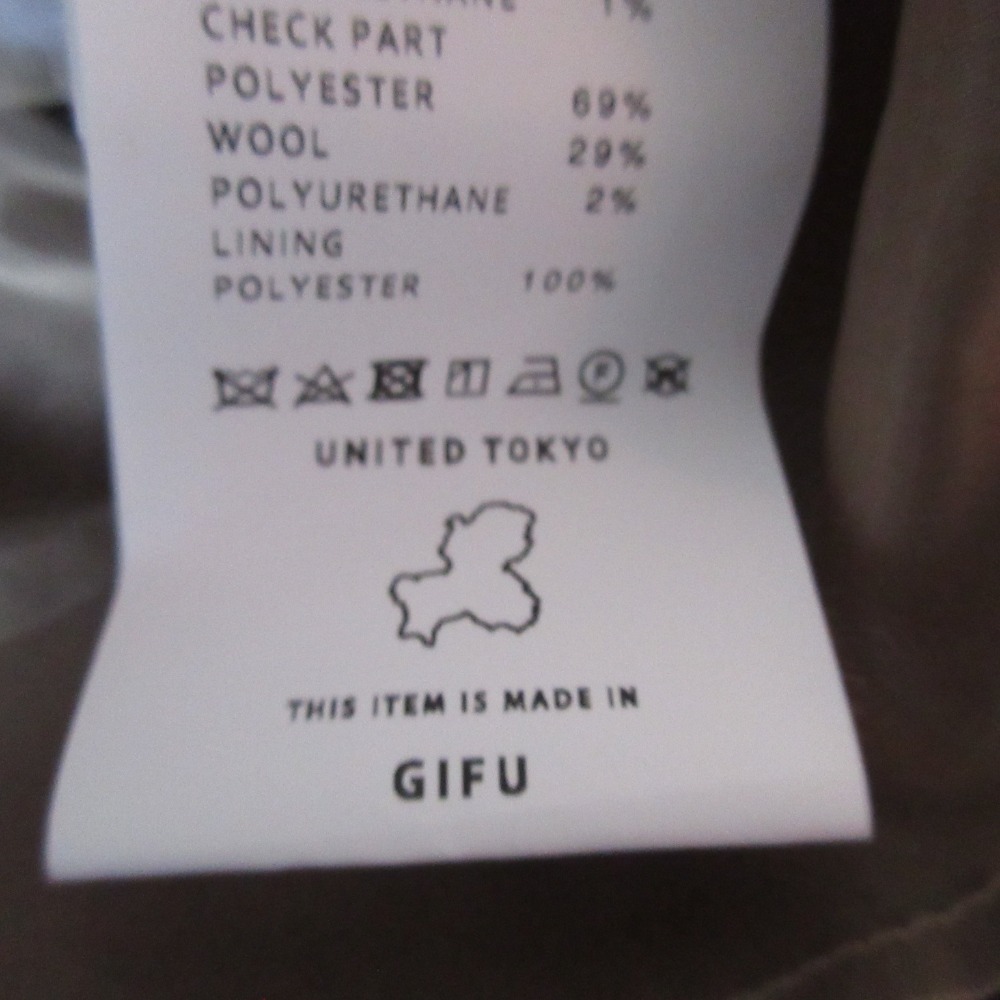 1%
CHECK PART
POLYESTER 69%
WOOL 29%
POLYURETHANE 2%
LINING
POLYESTER 100%
F
UNITED TOKYO
THIS ITEM IS MADE IN
GIFU